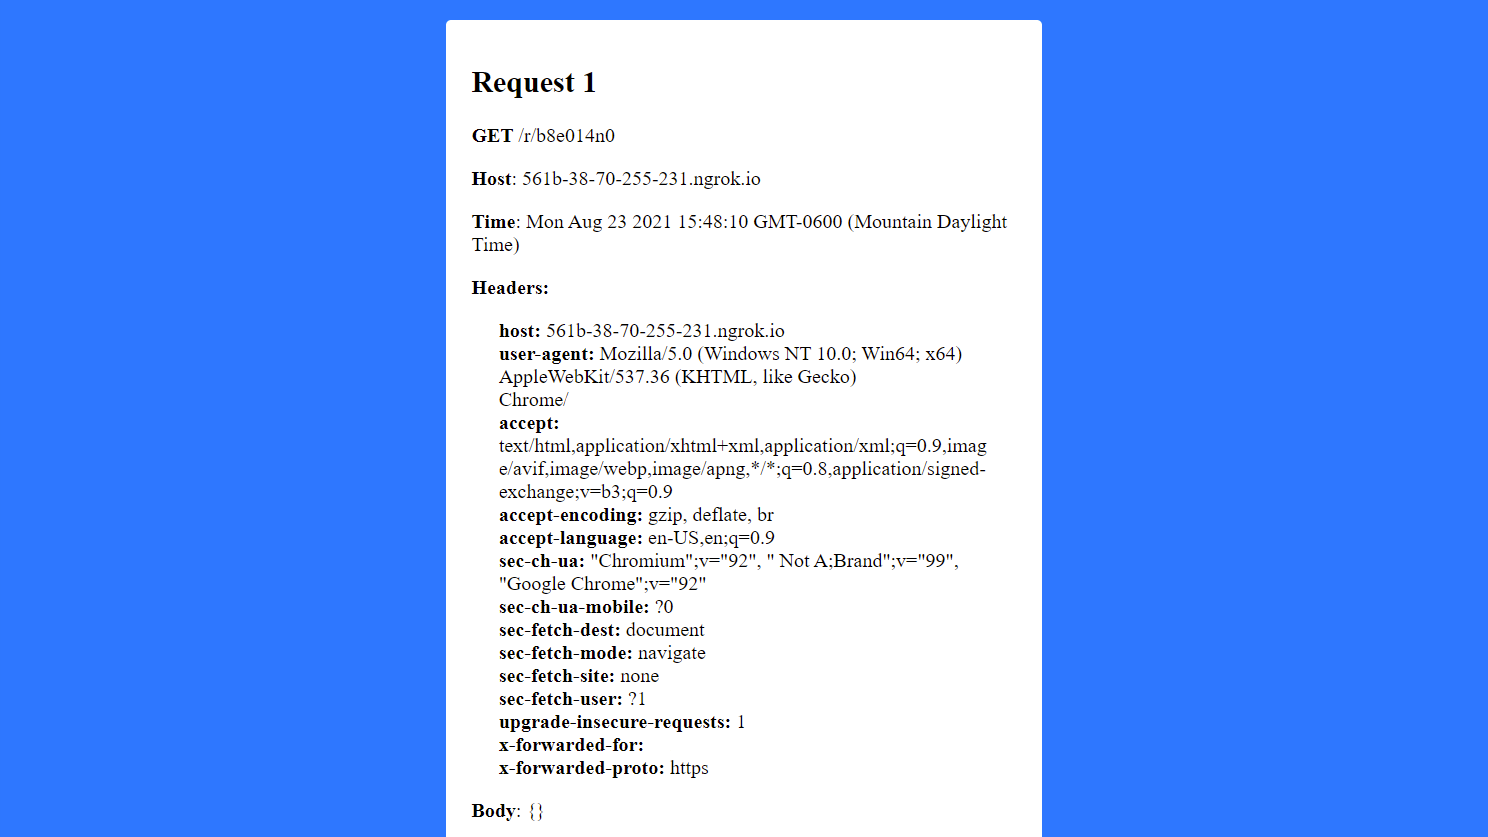 Request 1
GET /r/b8e014n0
Host: 561b-38-70-255-231.ngrok.io
Time: Mon Aug 23 2021 15:48:10 GMT-0600 (Mountain Daylight
Time)
Headers:
host: 561b-38-70-255-231.ngrok.io
user-agent: Mozilla/5.0 (Windows NT 10.0; Win64; x64)
AppleWebKit/537.36 (KHTML, like Gecko)
Chrome/
accept:
text/html,application/xhtml+xml,application/xml;q=0.9,imag
e/avif,image/webp,image/apng,*/*;q=0.8,application/signed-
exchange;v=b3;q=0.9
accept-encoding: gzip, deflate, br
accept-language: en-US,en;q=0.9
sec-ch-ua: "Chromium";v="92", " Not A;Brand";v="99",
"Google Chrome";v="92"
sec-ch-ua-mobile: ?0
sec-fetch-dest: document
sec-fetch-mode: navigate
sec-fetch-site: none
sec-fetch-user: ?1
upgrade-insecure-requests: 1
x-forwarded-for:
x-forwarded-proto: https
Body: {}